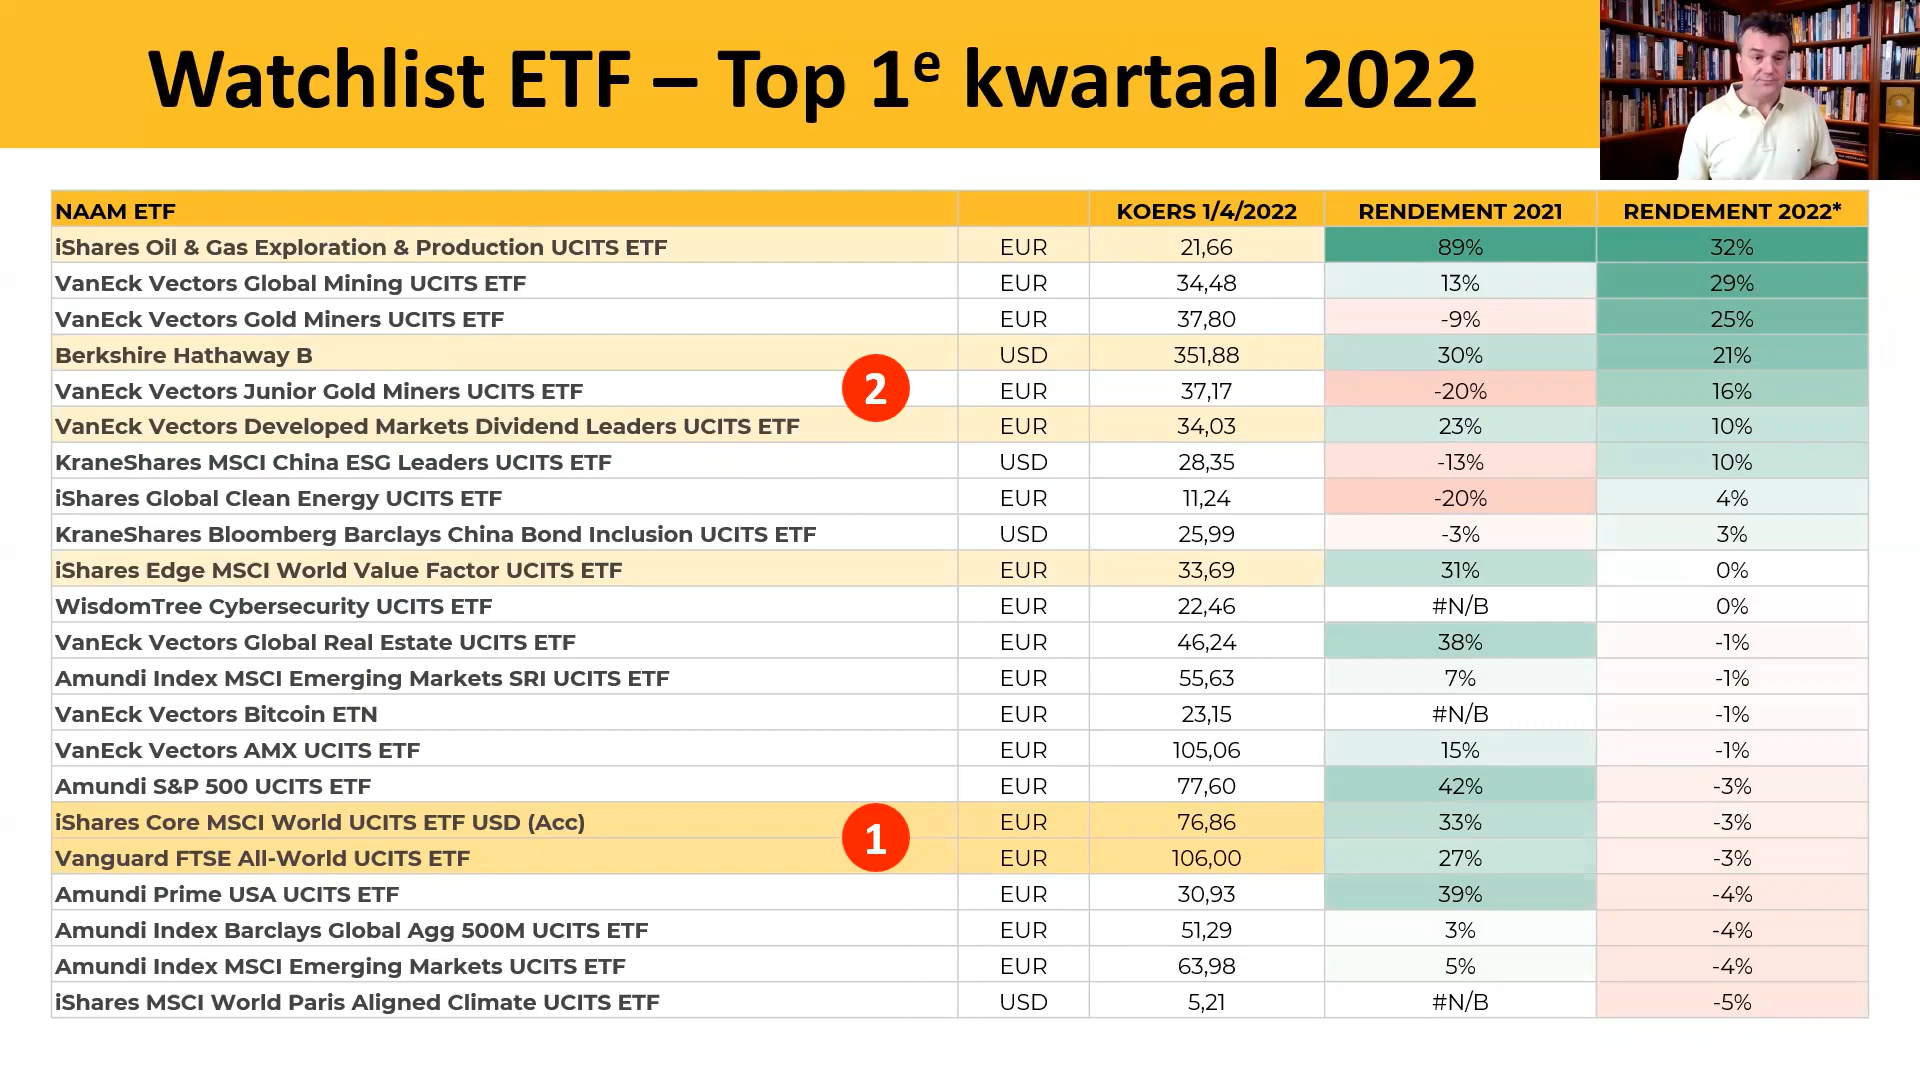 Watchlist ETF – Top 1e kwartaal 2022
NAAM ETF KOERS 1/4/2022 RENDEMENT 2021 RENDEMENT 2022*
iShares Oil & Gas Exploration & Production UCITS ETF EUR 21,66 89% 32%
VanEck Vectors Global Mining UCITS ETF EUR 34,48 13% 29%
VanEck Vectors Gold Miners UCITS ETF EUR 37,80 -9% 25%
Berkshire Hathaway B USD 351,88 30% 21%
2
VanEck Vectors Junior Gold Miners UCITS ETF EUR 37,17 -20% 16%
VanEck Vectors Developed Markets Dividend Leaders UCITS ETF EUR 34,03 23% 10%
KraneShares MSCI China ESG Leaders UCITS ETF USD 28,35 -13% 10%
iShares Global Clean Energy UCITS ETF EUR 11,24 -20% 4%
KraneShares Bloomberg Barclays China Bond Inclusion UCITS ETF USD 25,99 -3% 3%
iShares Edge MSCI World Value Factor UCITS ETF EUR 33,69 31% 0%
WisdomTree Cybersecurity UCITS ETF EUR 22,46 #N/B 0%
VanEck Vectors Global Real Estate UCITS ETF EUR 46,24 38% -1%
Amundi Index MSCI Emerging Markets SRI UCITS ETF EUR 55,63 7% -1%
VanEck Vectors Bitcoin ETN EUR 23,15 #N/B -1%
VanEck Vectors AMX UCITS ETF EUR 105,06 15% -1%
Amundi S&P 500 UCITS ETF EUR 77,60 42% -3%
iShares Core MSCI World UCITS ETF USD (Acc) EUR 76,86 33% -3%
1
Vanguard FTSE All-World UCITS ETF EUR 106,00 27% -3%
Amundi Prime USA UCITS ETF EUR 30,93 39% -4%
Amundi Index Barclays Global Agg 500M UCITS ETF EUR 51,29 3% -4%
Amundi Index MSCI Emerging Markets UCITS ETF EUR 63,98 5% -4%
iShares MSCI World Paris Aligned Climate UCITS ETF USD 5,21 #N/B -5%